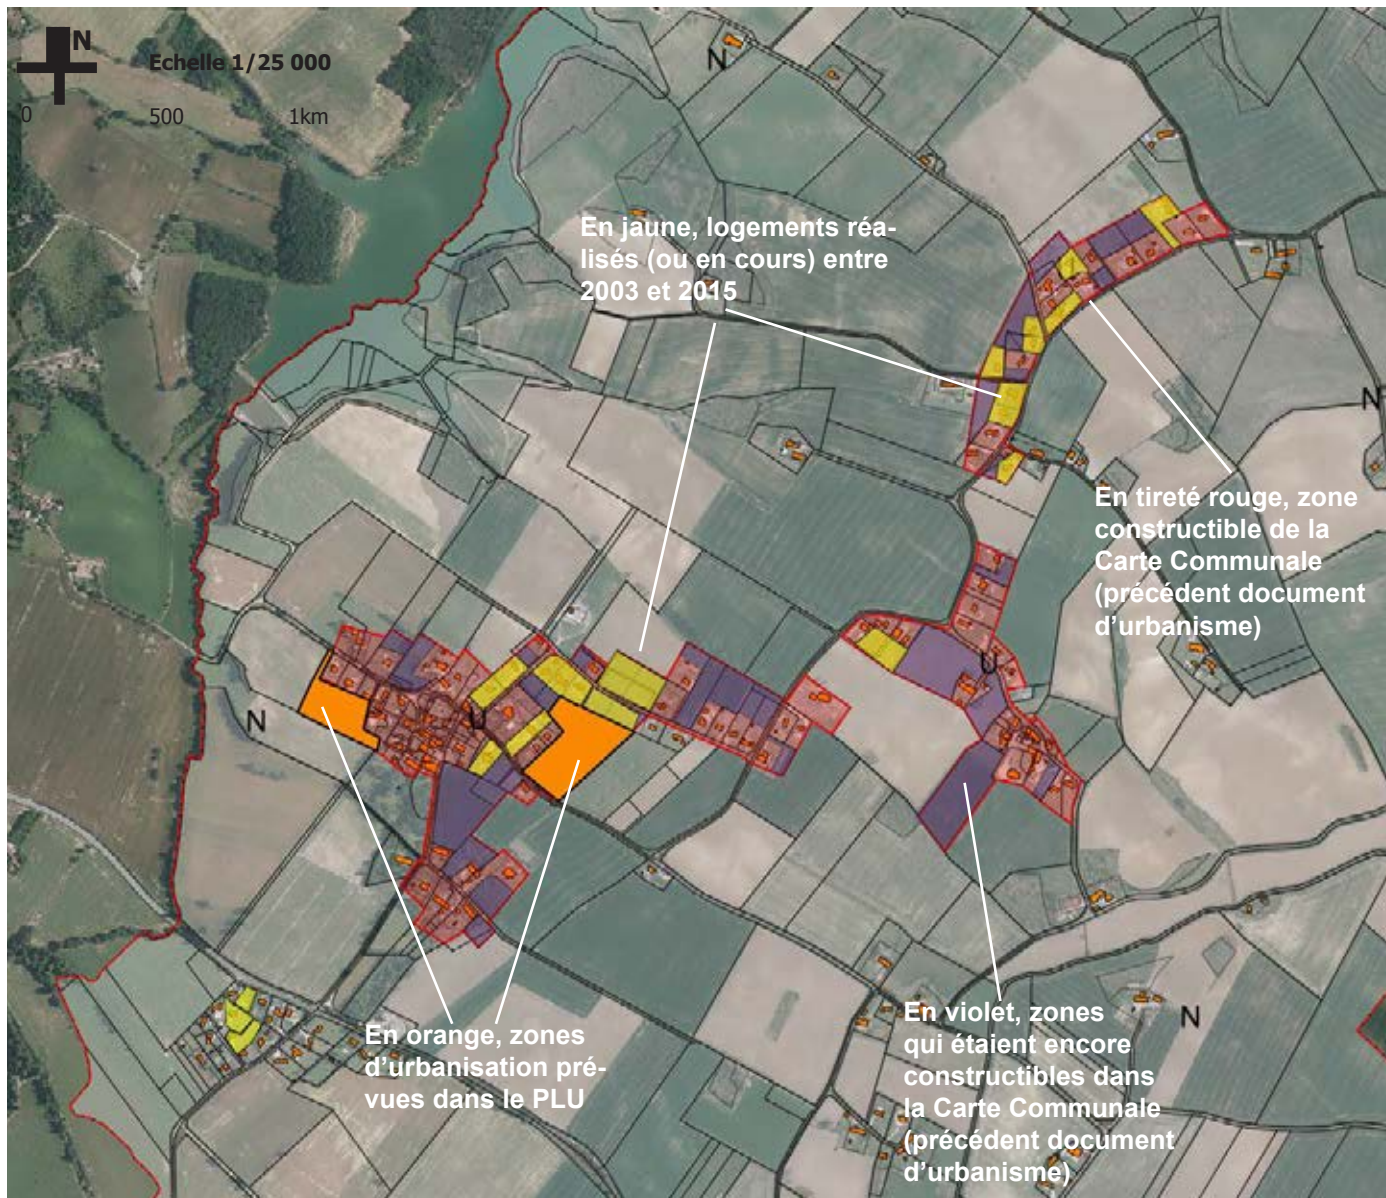 N
Echelle 1/25 000
0 500 1km
N
En jaune, logements réa-
lisés (ou en cours) entre
2003 et 2015
N
En tireté rouge, zone
constructible de la
Carte Communale
(précédent document
d'urbanisme)
U
N
U
En orange, zones
d'urbanisation pré-
vues dans le PLU
En violet, zones
qui étaient encore
constructibles dans
la Carte Communale
(précédent document
d'urbanisme)
N